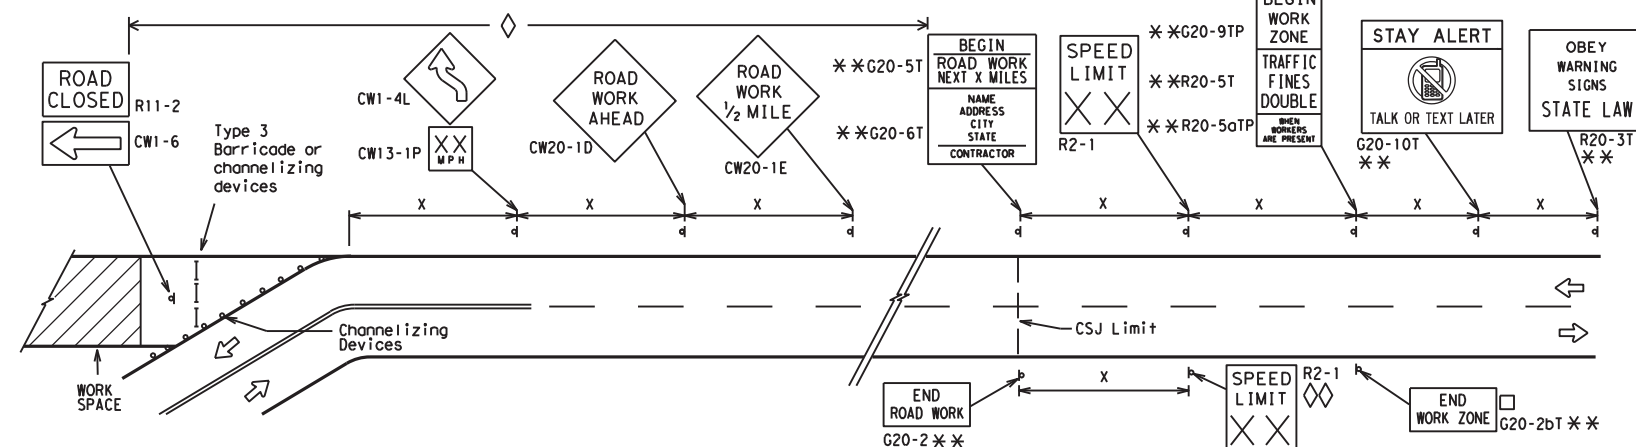 ROAD
CLOSED
R11-2
CW1-6
Type 3
Barricade or
channelizing
devices
CW1-4L
XX
MPH
CW13-1P
ROAD
WORK
AHEAD
CW20-1D
ROAD
WORK
1/2 MILE
CW20-1E
**G20-5T
**G20-6T
BEGIN
ROAD WORK
NEXT X MILES
NAME
ADDRESS
CITY
STATE
CONTRACTOR
SPEED
LIMIT
XX
R2-1
**G20-9TP
**R20-5T
**R20-5aTP
BEGIN
WORK
ZONE
TRAFFIC
FINES
DOUBLE
WHEN
WORKERS
ARE PRESENT
STAY ALERT
TALK OR TEXT LATER
G20-10T
**
OBEY
WARNING
SIGNS
STATE LAW
R20-3T
**
X X X X X X X
Channelizing
Devices
WORK
SPACE
CSJ Limit
END
ROAD WORK
G20-2 **
X
SPEED
LIMIT
XX
R2-1
END
WORK ZONE
G20-2bT **